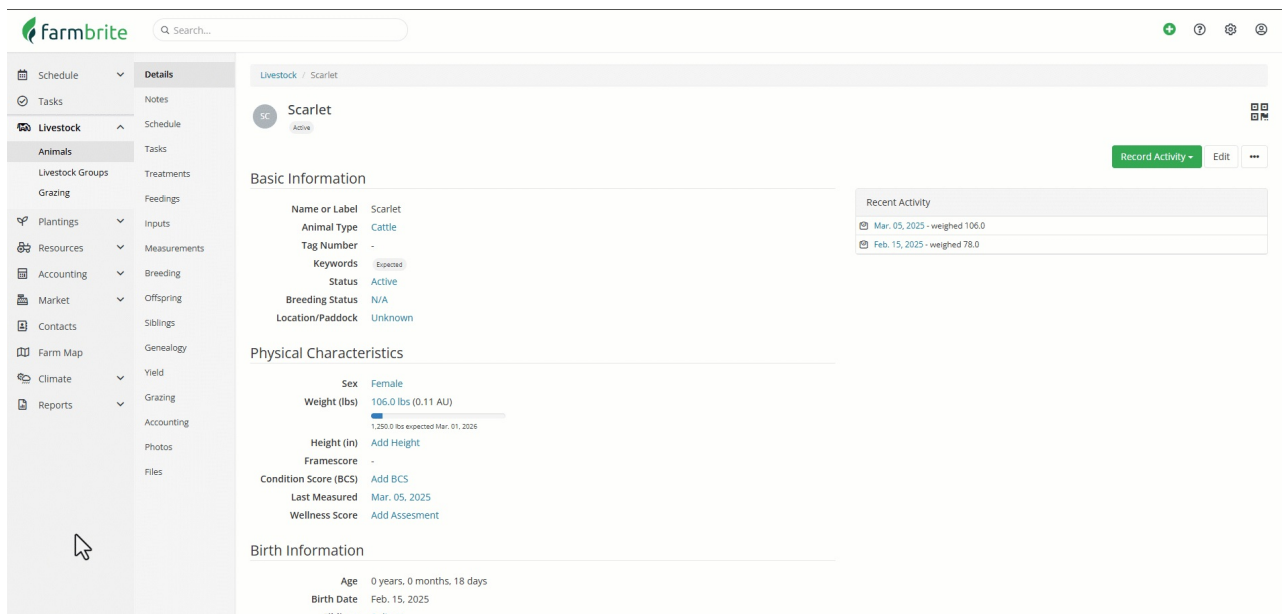 farmbrite
Search...
Schedule
Tasks
Livestock
Animals
Livestock Groups
Grazing
Plantings
Resources
Accounting
Market
Contacts
Farm Map
Climate
Reports
Details
Notes
Schedule
Tasks
Treatments
Feedings
Inputs
Measurements
Breeding
Offspring
Siblings
Genealogy
Yield
Grazing
Accounting
Photos
Files
Livestock / Scarlet
SC
Scarlet
Active
Record Activity
Edit
Basic Information
Name or Label Scarlet
Animal Type Cattle
Tag Number -
Keywords Expected
Status Active
Breeding Status N/A
Location/Paddock Unknown
Physical Characteristics
Sex Female
Weight (lbs) 106.0 lbs (0.11 AU)
1,250.0 lbs expected Mar. 01, 2026
Height (in) Add Height
Framescore -
Condition Score (BCS) Add BCS
Last Measured Mar. 05, 2025
Wellness Score Add Assesment
Birth Information
Age 0 years, 0 months, 18 days
Birth Date Feb. 15, 2025
Recent Activity
Mar. 05, 2025 - weighed 106.0
Feb. 15, 2025 - weighed 78.0